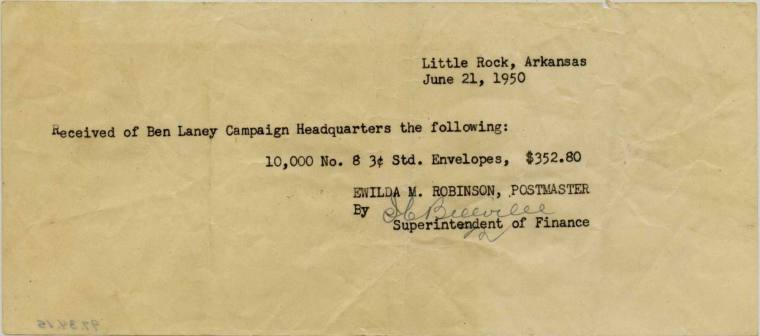 Little Rock, Arkansas
June 21, 1950
Received of Ben Laney Campaign Headquarters the following:
10,000 No. 8 3¢ Std. Envelopes, $352.80
EWILDA M. ROBINSON, POSTMASTER
By
Superintendent of Finance